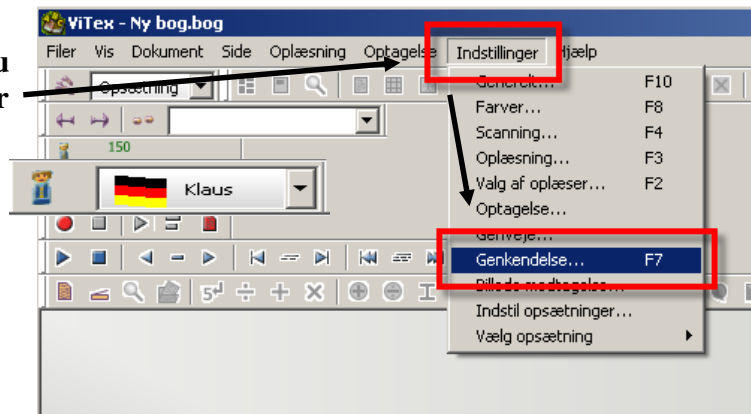 ViTex - Ny bog.bog
Filer Vis Dokument Side Oplæsning Optagelse Indstillinger Hjælp
u
r
Opsætning
Generelt... F10
Farver... F8
Scanning... F4
150
Oplæsning... F3
Klaus
Valg af oplæser... F2
Optagelse...
Genveje...
Genkendelse... F7
Billede modtagelse...
Indstil opsætninger...
Vælg opsætning